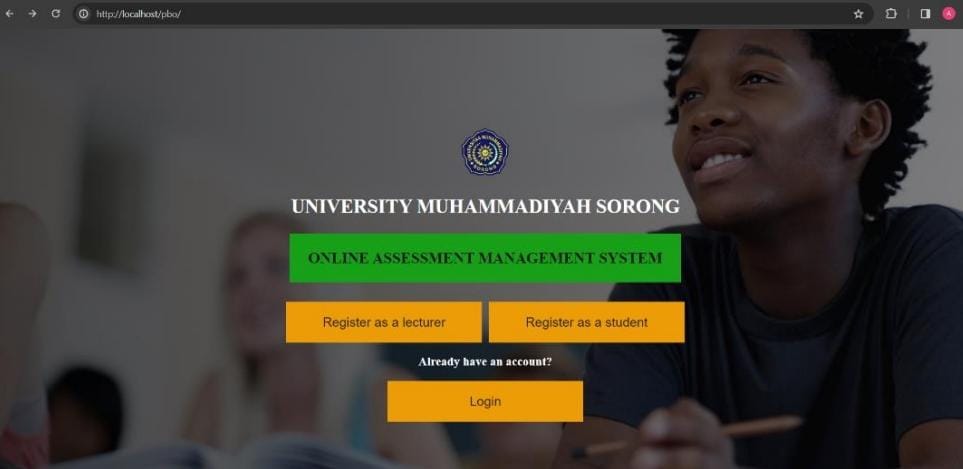 http://localhost/pbo/
A
UNIVERSITY MUHAMMADIYAH SORONG
ONLINE ASSESSMENT MANAGEMENT SYSTEM
Register as a lecturer
Register as a student
Already have an account?
Login